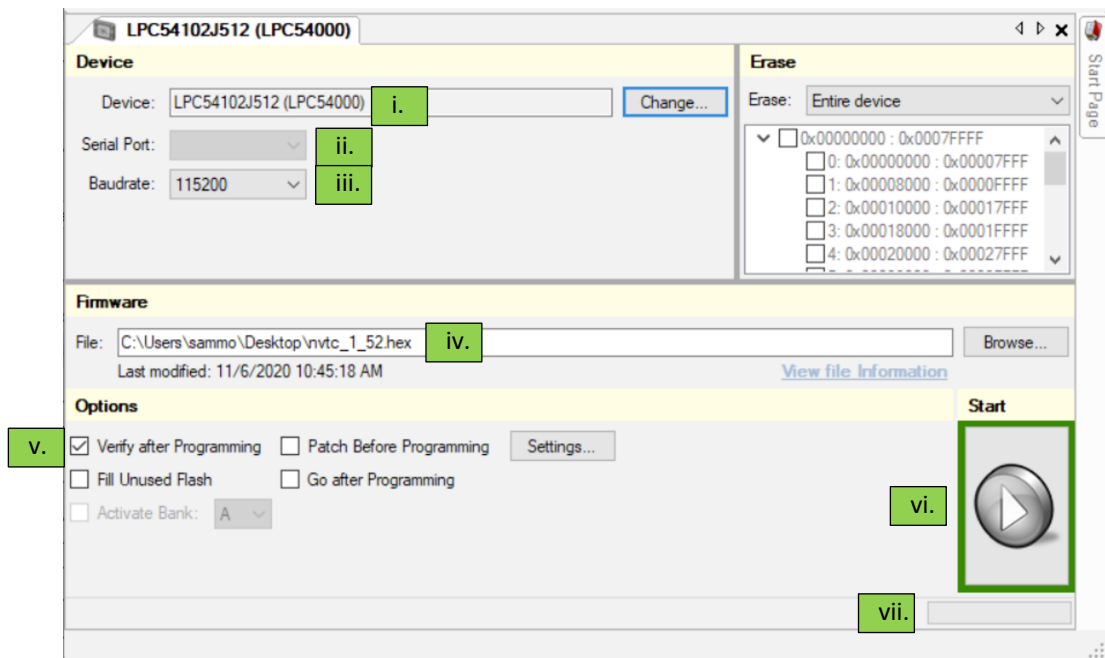 LPC54102J512 (LPC54000)
Device
Device: LPC54102J512 (LPC54000) i. Change...
Serial Port: ii.
Baudrate: 115200 iii.
Erase
Erase: Entire device
0x00000000 : 0x0007FFFF
0: 0x00000000 : 0x00007FFF
1: 0x00008000 : 0x0000FFFF
2: 0x00010000 : 0x00017FFF
3: 0x00018000 : 0x0001FFFF
4: 0x00020000 : 0x00027FFF
Start Page
Firmware
File: C:\Users\sammo\Desktop\nvtc_1_52.hex iv. Browse...
Last modified: 11/6/2020 10:45:18 AM View file Information
Options
v. Verify after Programming Patch Before Programming Settings...
Fill Unused Flash Go after Programming
Activate Bank: A
Start
vi.
vii.